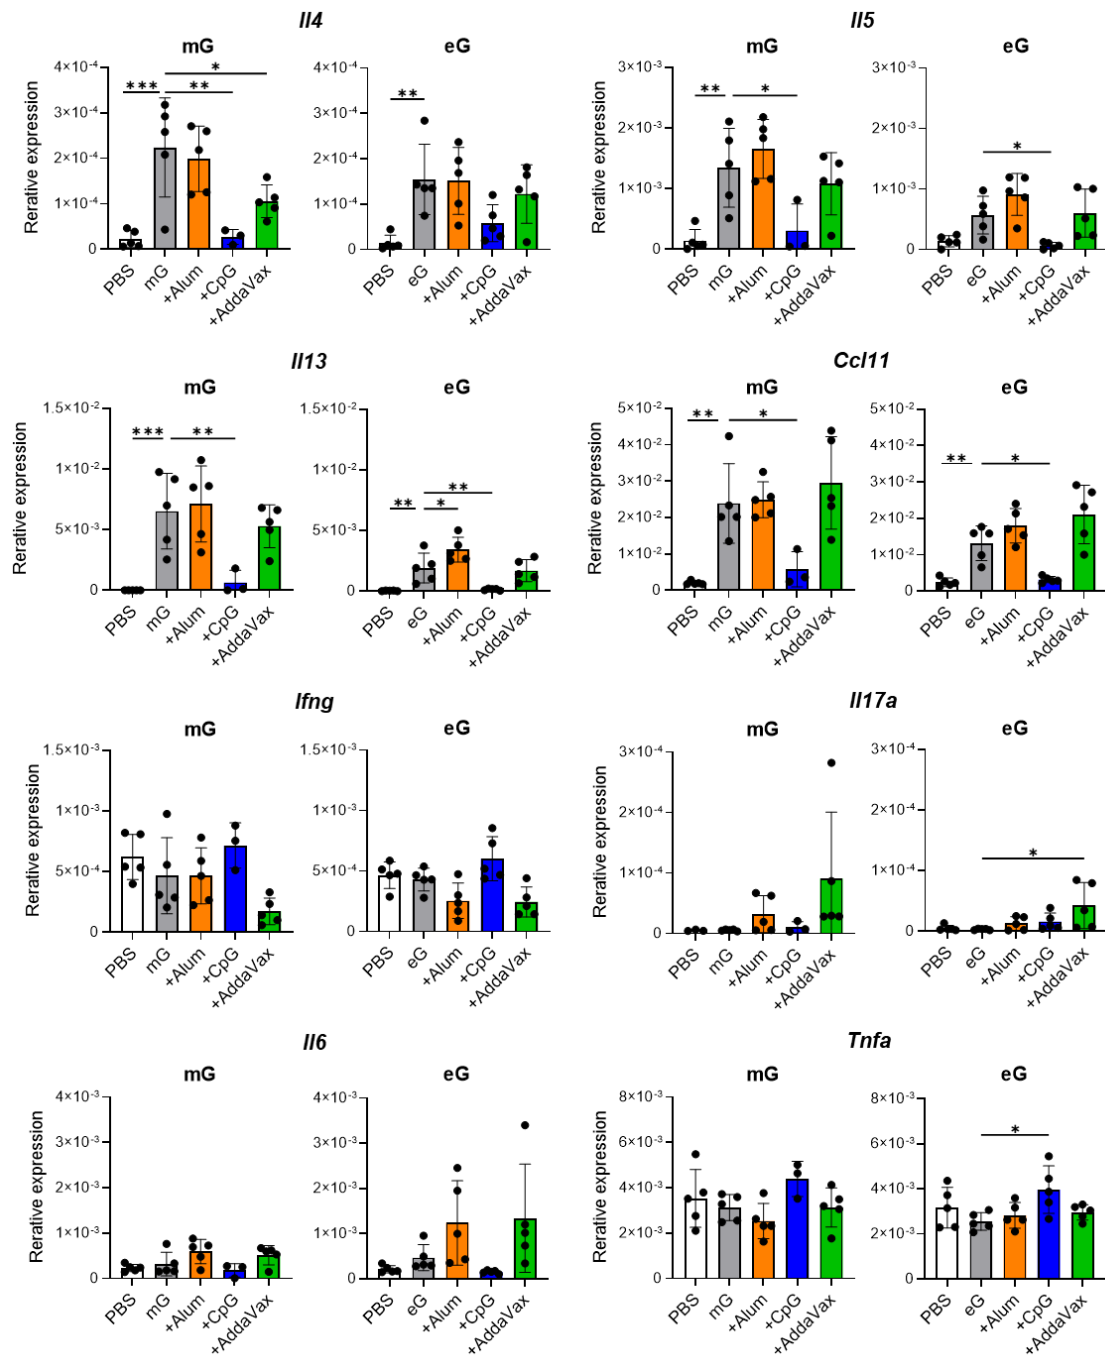 Il4
Il5
mG
eG
mG
eG
Rerative expression
4×10⁻⁴
3×10⁻⁴
2×10⁻⁴
1×10⁻⁴
0
*
*** **
PBS
mG
+Alum
+CpG
+AddaVax
4×10⁻⁴
3×10⁻⁴
2×10⁻⁴
1×10⁻⁴
0
**
PBS
eG
+Alum
+CpG
+AddaVax
Rerative expression
3×10⁻³
2×10⁻³
1×10⁻³
0
** *
PBS
mG
+Alum
+CpG
+AddaVax
3×10⁻³
2×10⁻³
1×10⁻³
0
*
PBS
eG
+Alum
+CpG
+AddaVax
Il13
Ccl11
mG
eG
mG
eG
Rerative expression
1.5×10⁻²
1×10⁻²
5×10⁻³
0
*** **
PBS
mG
+Alum
+CpG
+AddaVax
1.5×10⁻²
1×10⁻²
5×10⁻³
0
**
** *
PBS
eG
+Alum
+CpG
+AddaVax
Rerative expression
5×10⁻²
4×10⁻²
3×10⁻²
2×10⁻²
1×10⁻²
0
** *
PBS
mG
+Alum
+CpG
+AddaVax
5×10⁻²
4×10⁻²
3×10⁻²
2×10⁻²
1×10⁻²
0
** *
PBS
eG
+Alum
+CpG
+AddaVax
Ifng
Il17a
mG
eG
mG
eG
Rerative expression
1.5×10⁻³
1×10⁻³
5×10⁻⁴
0
PBS
mG
+Alum
+CpG
+AddaVax
1.5×10⁻³
1×10⁻³
5×10⁻⁴
0
PBS
eG
+Alum
+CpG
+AddaVax
Rerative expression
3×10⁻⁴
2×10⁻⁴
1×10⁻⁴
0
PBS
mG
+Alum
+CpG
+AddaVax
3×10⁻⁴
2×10⁻⁴
1×10⁻⁴
0
*
PBS
eG
+Alum
+CpG
+AddaVax
Il6
Tnfa
mG
eG
mG
eG
Rerative expression
4×10⁻³
3×10⁻³
2×10⁻³
1×10⁻³
0
PBS
mG
+Alum
+CpG
+AddaVax
4×10⁻³
3×10⁻³
2×10⁻³
1×10⁻³
0
PBS
eG
+Alum
+CpG
+AddaVax
Rerative expression
8×10⁻³
6×10⁻³
4×10⁻³
2×10⁻³
0
PBS
mG
+Alum
+CpG
+AddaVax
8×10⁻³
6×10⁻³
4×10⁻³
2×10⁻³
0
*
PBS
eG
+Alum
+CpG
+AddaVax